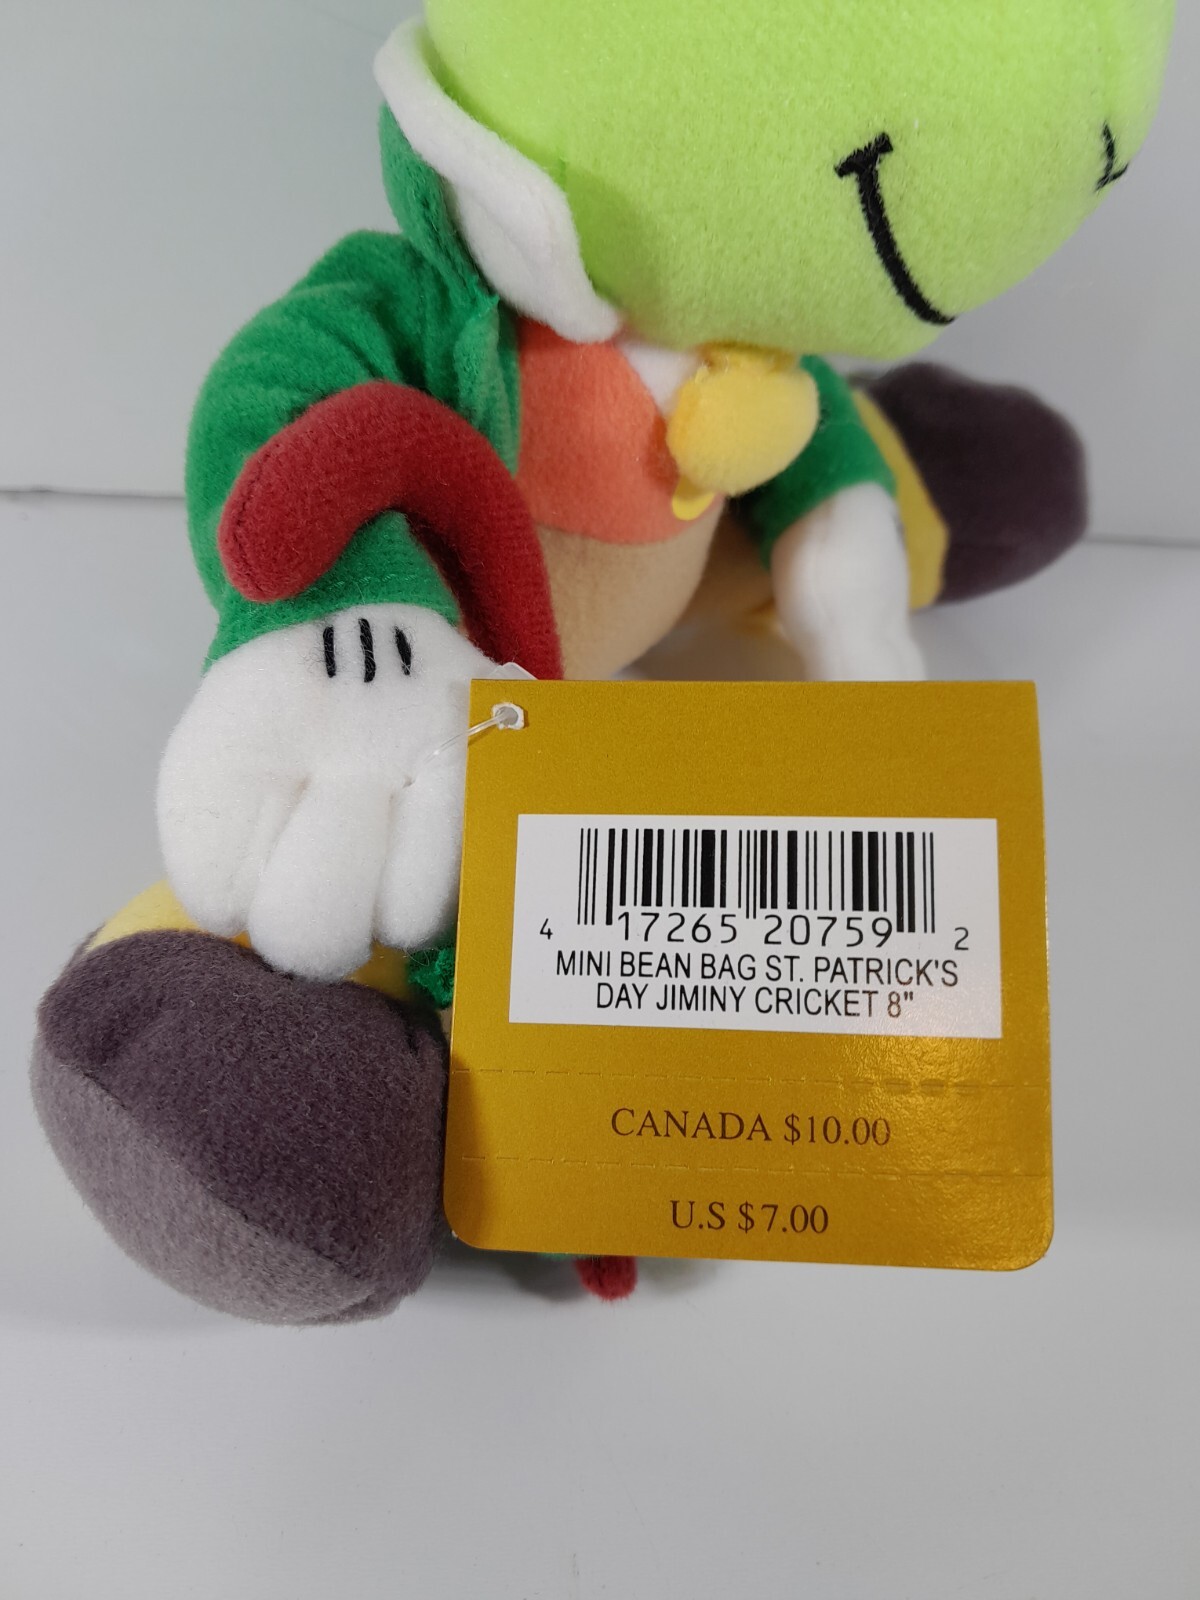 4 17265 20759 2
MINI BEAN BAG ST. PATRICK'S
DAY JIMINY CRICKET 8"
CANADA $10.00
U.S $7.00